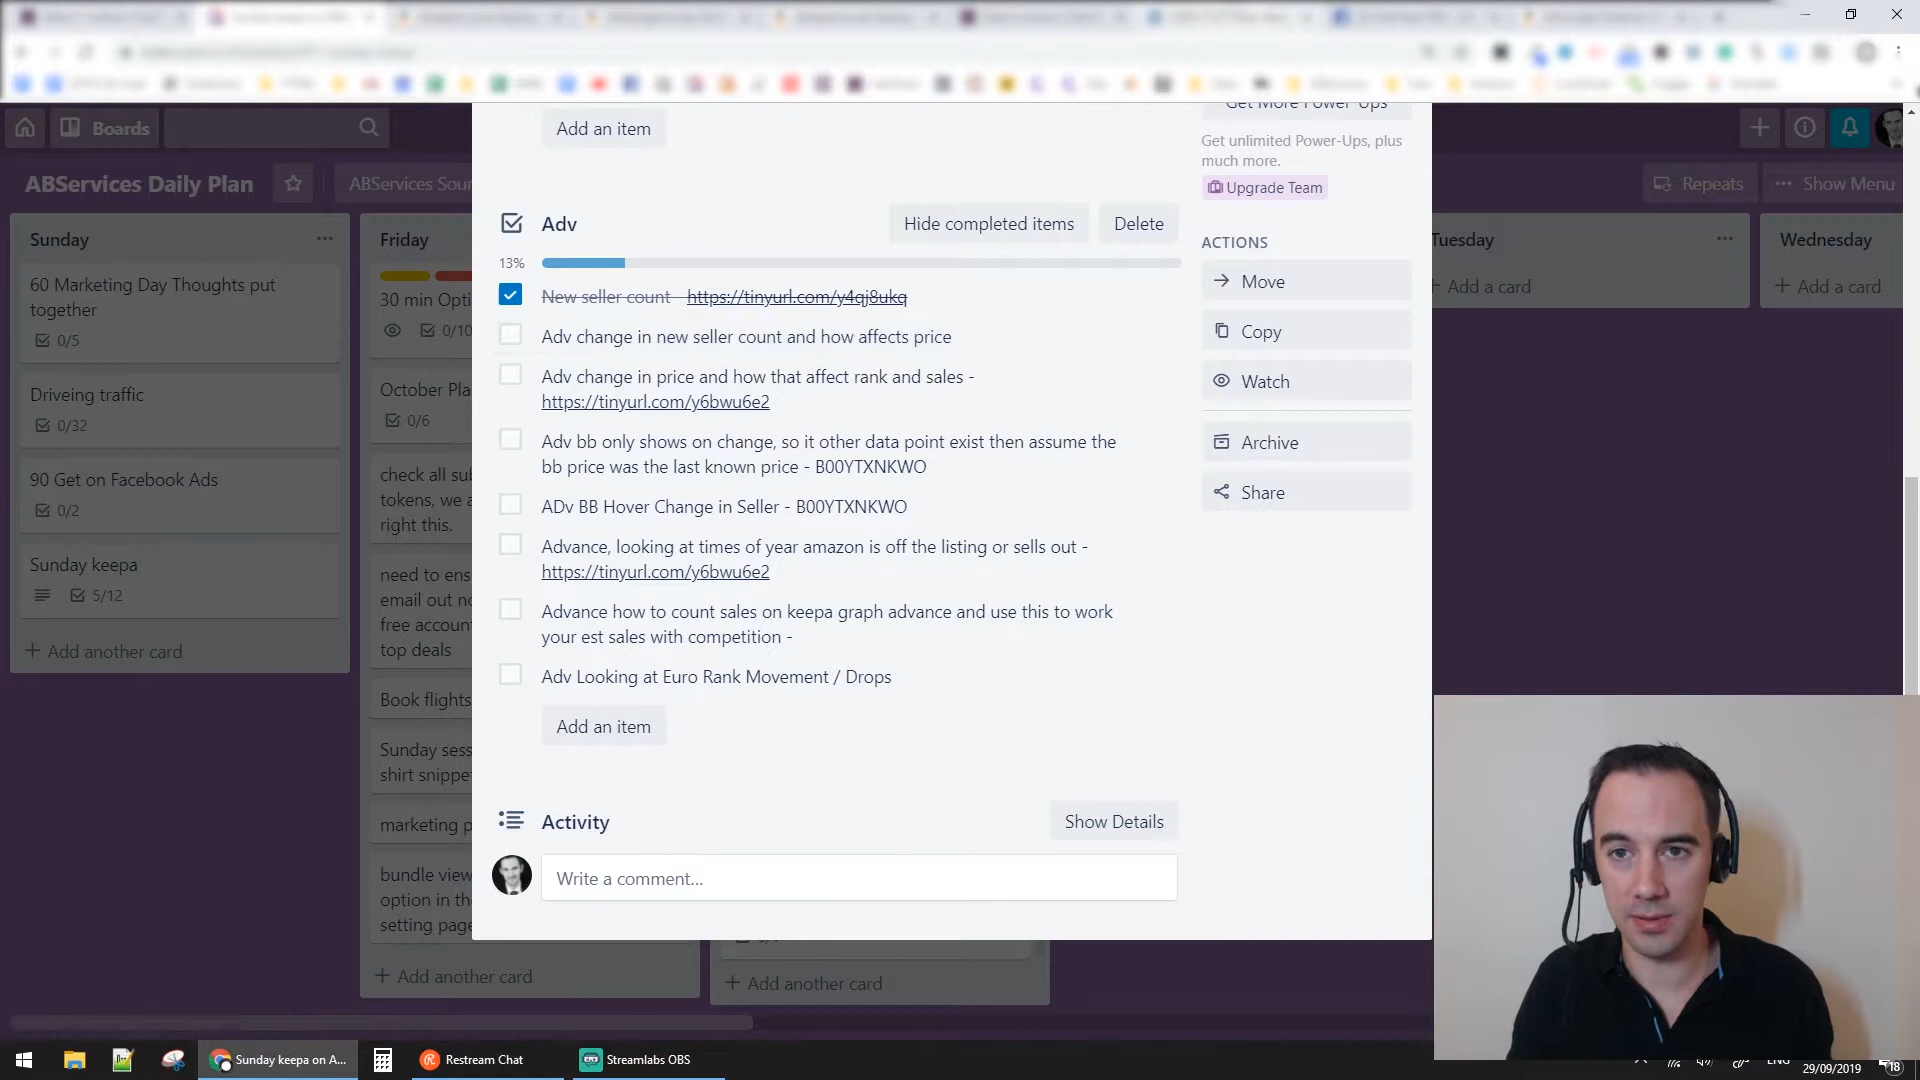 Boards
ABServices Daily Plan
ABServices Sour
Repeats
Show Menu
Sunday
60 Marketing Day Thoughts put
together
0/5
Driveing traffic
0/32
90 Get on Facebook Ads
0/2
Sunday keepa
5/12
+ Add another card
Friday
30 min Opti
0/10
October Pla
0/6
check all sub
tokens, we a
right this.
need to ens
email out no
free account
top deals
Book flights
Sunday sess
shirt snippe
marketing p
bundle view
option in the
setting page
+ Add another card
+ Add another card
Add an item
Adv
Hide completed items
Delete
13%
New seller count - https://tinyurl.com/y4qj8ukq
Adv change in new seller count and how affects price
Adv change in price and how that affect rank and sales -
https://tinyurl.com/y6bwu6e2
Adv bb only shows on change, so it other data point exist then assume the
bb price was the last known price - B00YTXNKWO
ADv BB Hover Change in Seller - B00YTXNKWO
Advance, looking at times of year amazon is off the listing or sells out -
https://tinyurl.com/y6bwu6e2
Advance how to count sales on keepa graph advance and use this to work
your est sales with competition -
Adv Looking at Euro Rank Movement / Drops
Add an item
Activity
Show Details
Write a comment...
Get More Power-Ups
Get unlimited Power-Ups, plus
much more.
Upgrade Team
ACTIONS
Move
Copy
Watch
Archive
Share
Tuesday
+ Add a card
Wednesday
+ Add a card
Sunday keepa on A...
Restream Chat
Streamlabs OBS
ENG
29/09/2019
18